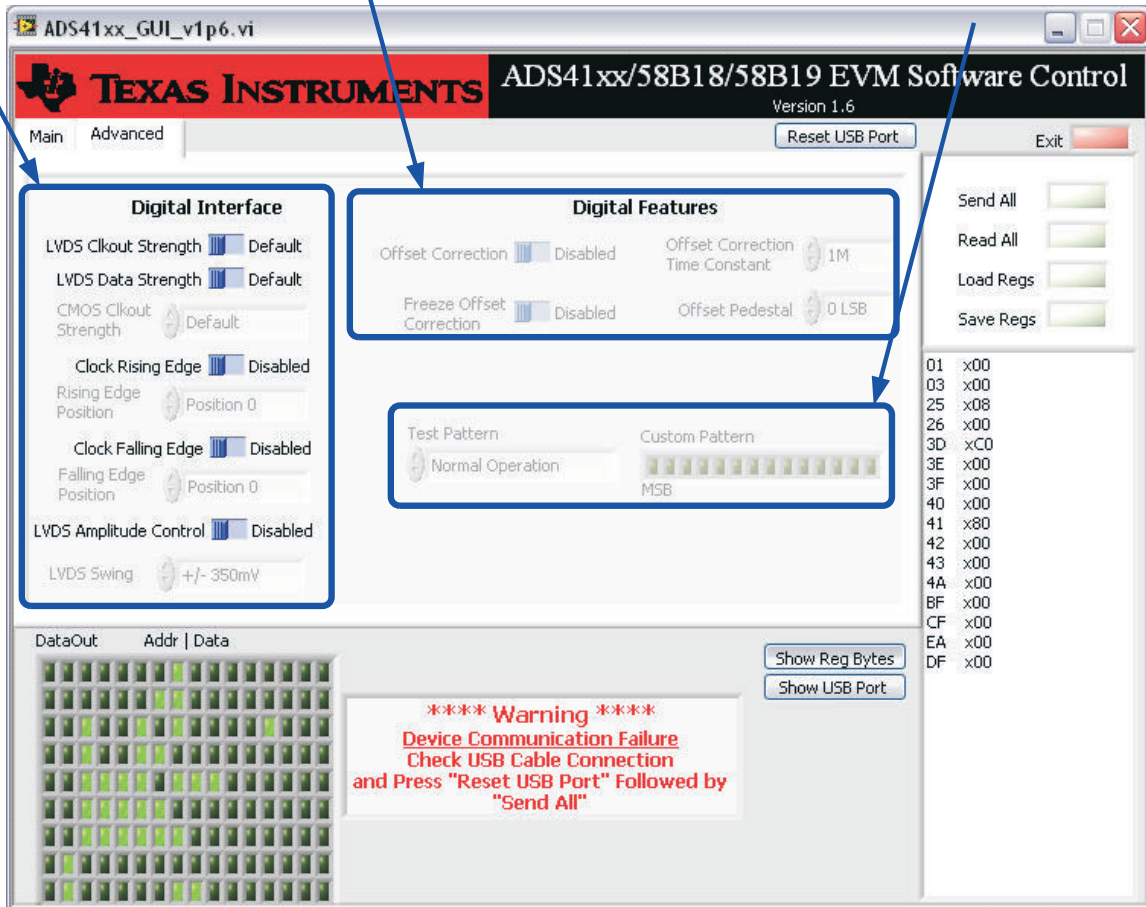 ADS41xx_GUI_v1p6.vi
TEXAS INSTRUMENTS
ADS41xx/58B18/58B19 EVM Software Control
Version 1.6
Main
Advanced
Reset USB Port
Exit
Digital Interface
LVDS Clkout Strength
Default
LVDS Data Strength
Default
CMOS Clkout
Strength
Default
Clock Rising Edge
Disabled
Rising Edge
Position
Position 0
Clock Falling Edge
Disabled
Falling Edge
Position
Position 0
LVDS Amplitude Control
Disabled
LVDS Swing
+/- 350mV
Digital Features
Offset Correction
Disabled
Offset Correction
Time Constant
1M
Freeze Offset
Correction
Disabled
Offset Pedestal
0 LSB
Test Pattern
Normal Operation
Custom Pattern
MSB
Send All
Read All
Load Regs
Save Regs
01 x00
03 x00
25 x08
26 x00
3D xC0
3E x00
3F x00
40 x00
41 x80
42 x00
43 x00
4A x00
BF x00
CF x00
EA x00
DF x00
DataOut
Addr | Data
Show Reg Bytes
Show USB Port
**** Warning ****
Device Communication Failure
Check USB Cable Connection
and Press "Reset USB Port" Followed by
"Send All"